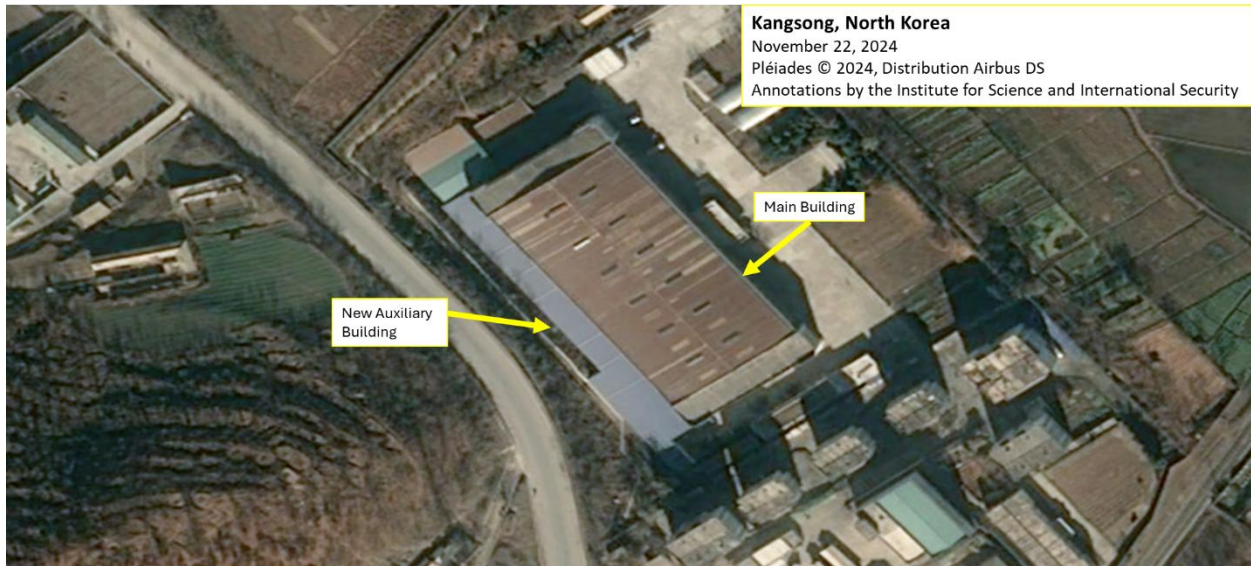 Kangsong, North Korea
November 22, 2024
Pléiades © 2024, Distribution Airbus DS
Annotations by the Institute for Science and International Security
Main Building
New Auxiliary
Building